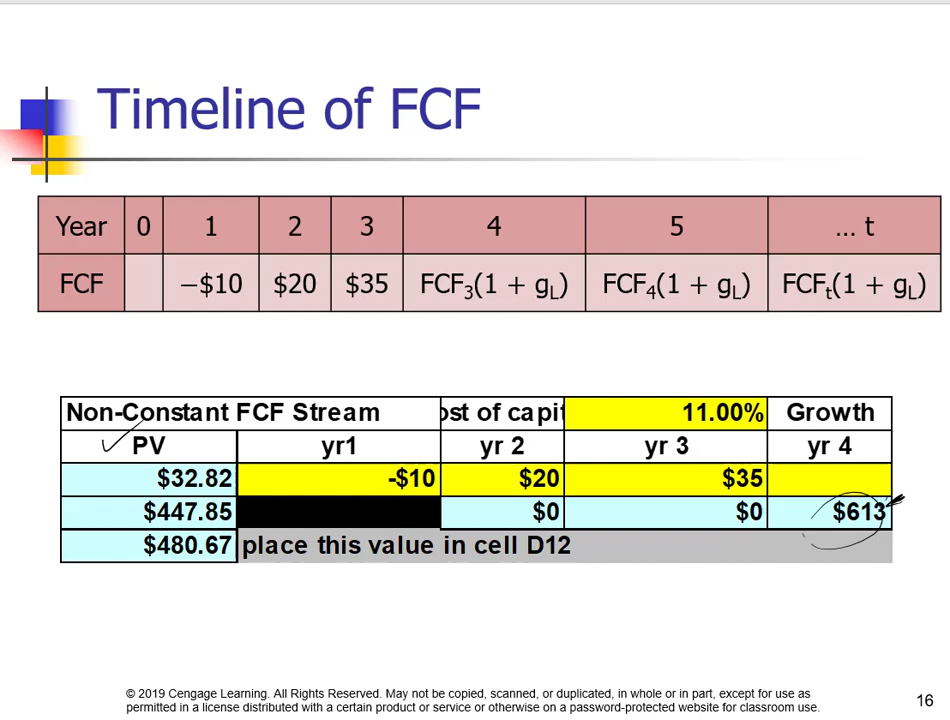 Timeline of FCF
Year 0 1 2 3 4 5 ... t
FCF −$10 $20 $35 FCF3(1 + gL) FCF4(1 + gL) FCFt(1 + gL)
Non-Constant FCF Stream ost of capit 11.00% Growth
PV yr1 yr 2 yr 3 yr 4
$32.82 -$10 $20 $35
$447.85 $0 $0 $613
$480.67 place this value in cell D12
© 2019 Cengage Learning. All Rights Reserved. May not be copied, scanned, or duplicated, in whole or in part, except for use as
permitted in a license distributed with a certain product or service or otherwise on a password-protected website for classroom use.
16